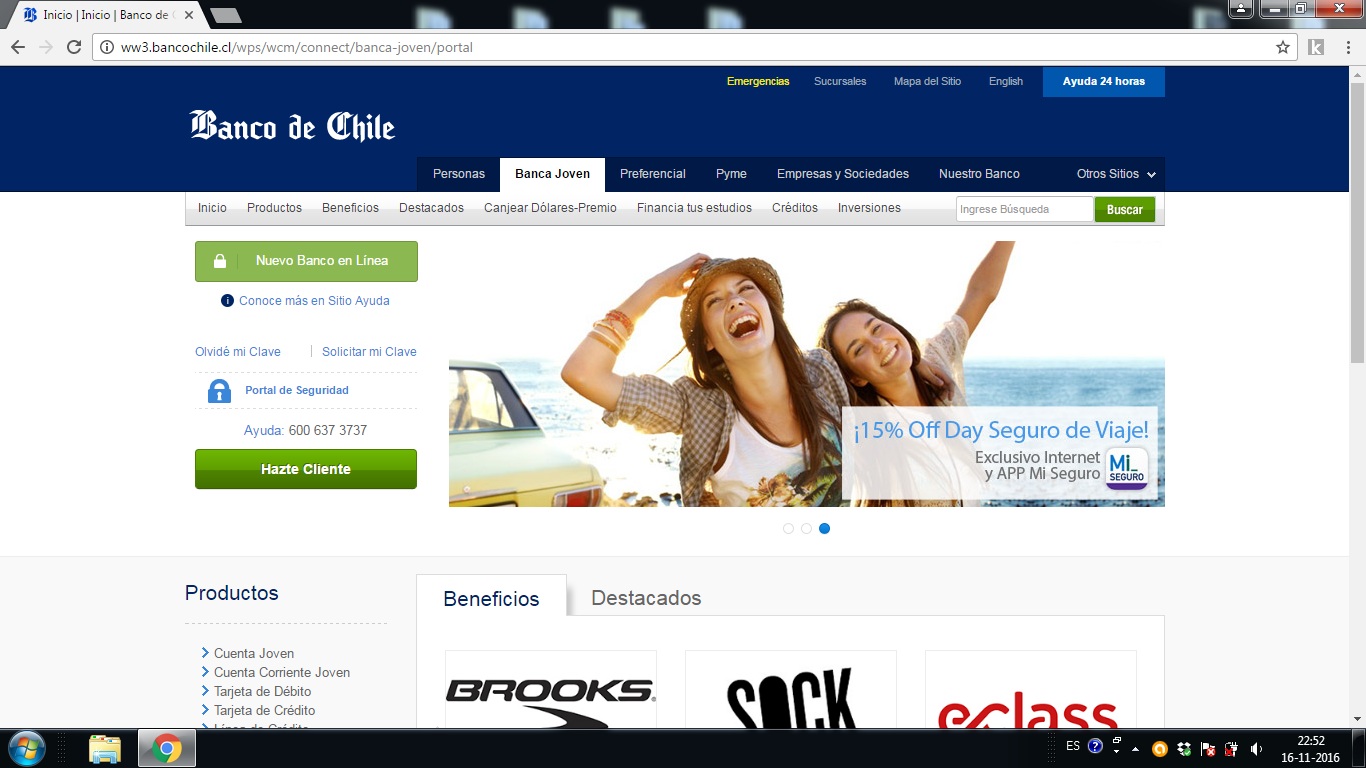 Inicio | Inicio | Banco de C
ww3.bancochile.cl/wps/wcm/connect/banca-joven/portal
Emergencias Sucursales Mapa del Sitio English Ayuda 24 horas
Banco de Chile
Personas Banca Joven Preferencial Pyme Empresas y Sociedades Nuestro Banco Otros Sitios
Inicio Productos Beneficios Destacados Canjear Dólares-Premio Financia tus estudios Créditos Inversiones Ingrese Búsqueda Buscar
Nuevo Banco en Línea
Conoce más en Sitio Ayuda
Olvidé mi Clave | Solicitar mi Clave
Portal de Seguridad
Ayuda: 600 637 3737
Hazte Cliente
¡15% Off Day Seguro de Viaje!
Exclusivo Internet
y APP Mi Seguro
Mi_
SEGURO
Productos
Beneficios Destacados
Cuenta Joven
Cuenta Corriente Joven
Tarjeta de Débito
Tarjeta de Crédito
Línea de Crédito
BROOKS
SOCK
eclass
ES
22:52
16-11-2016